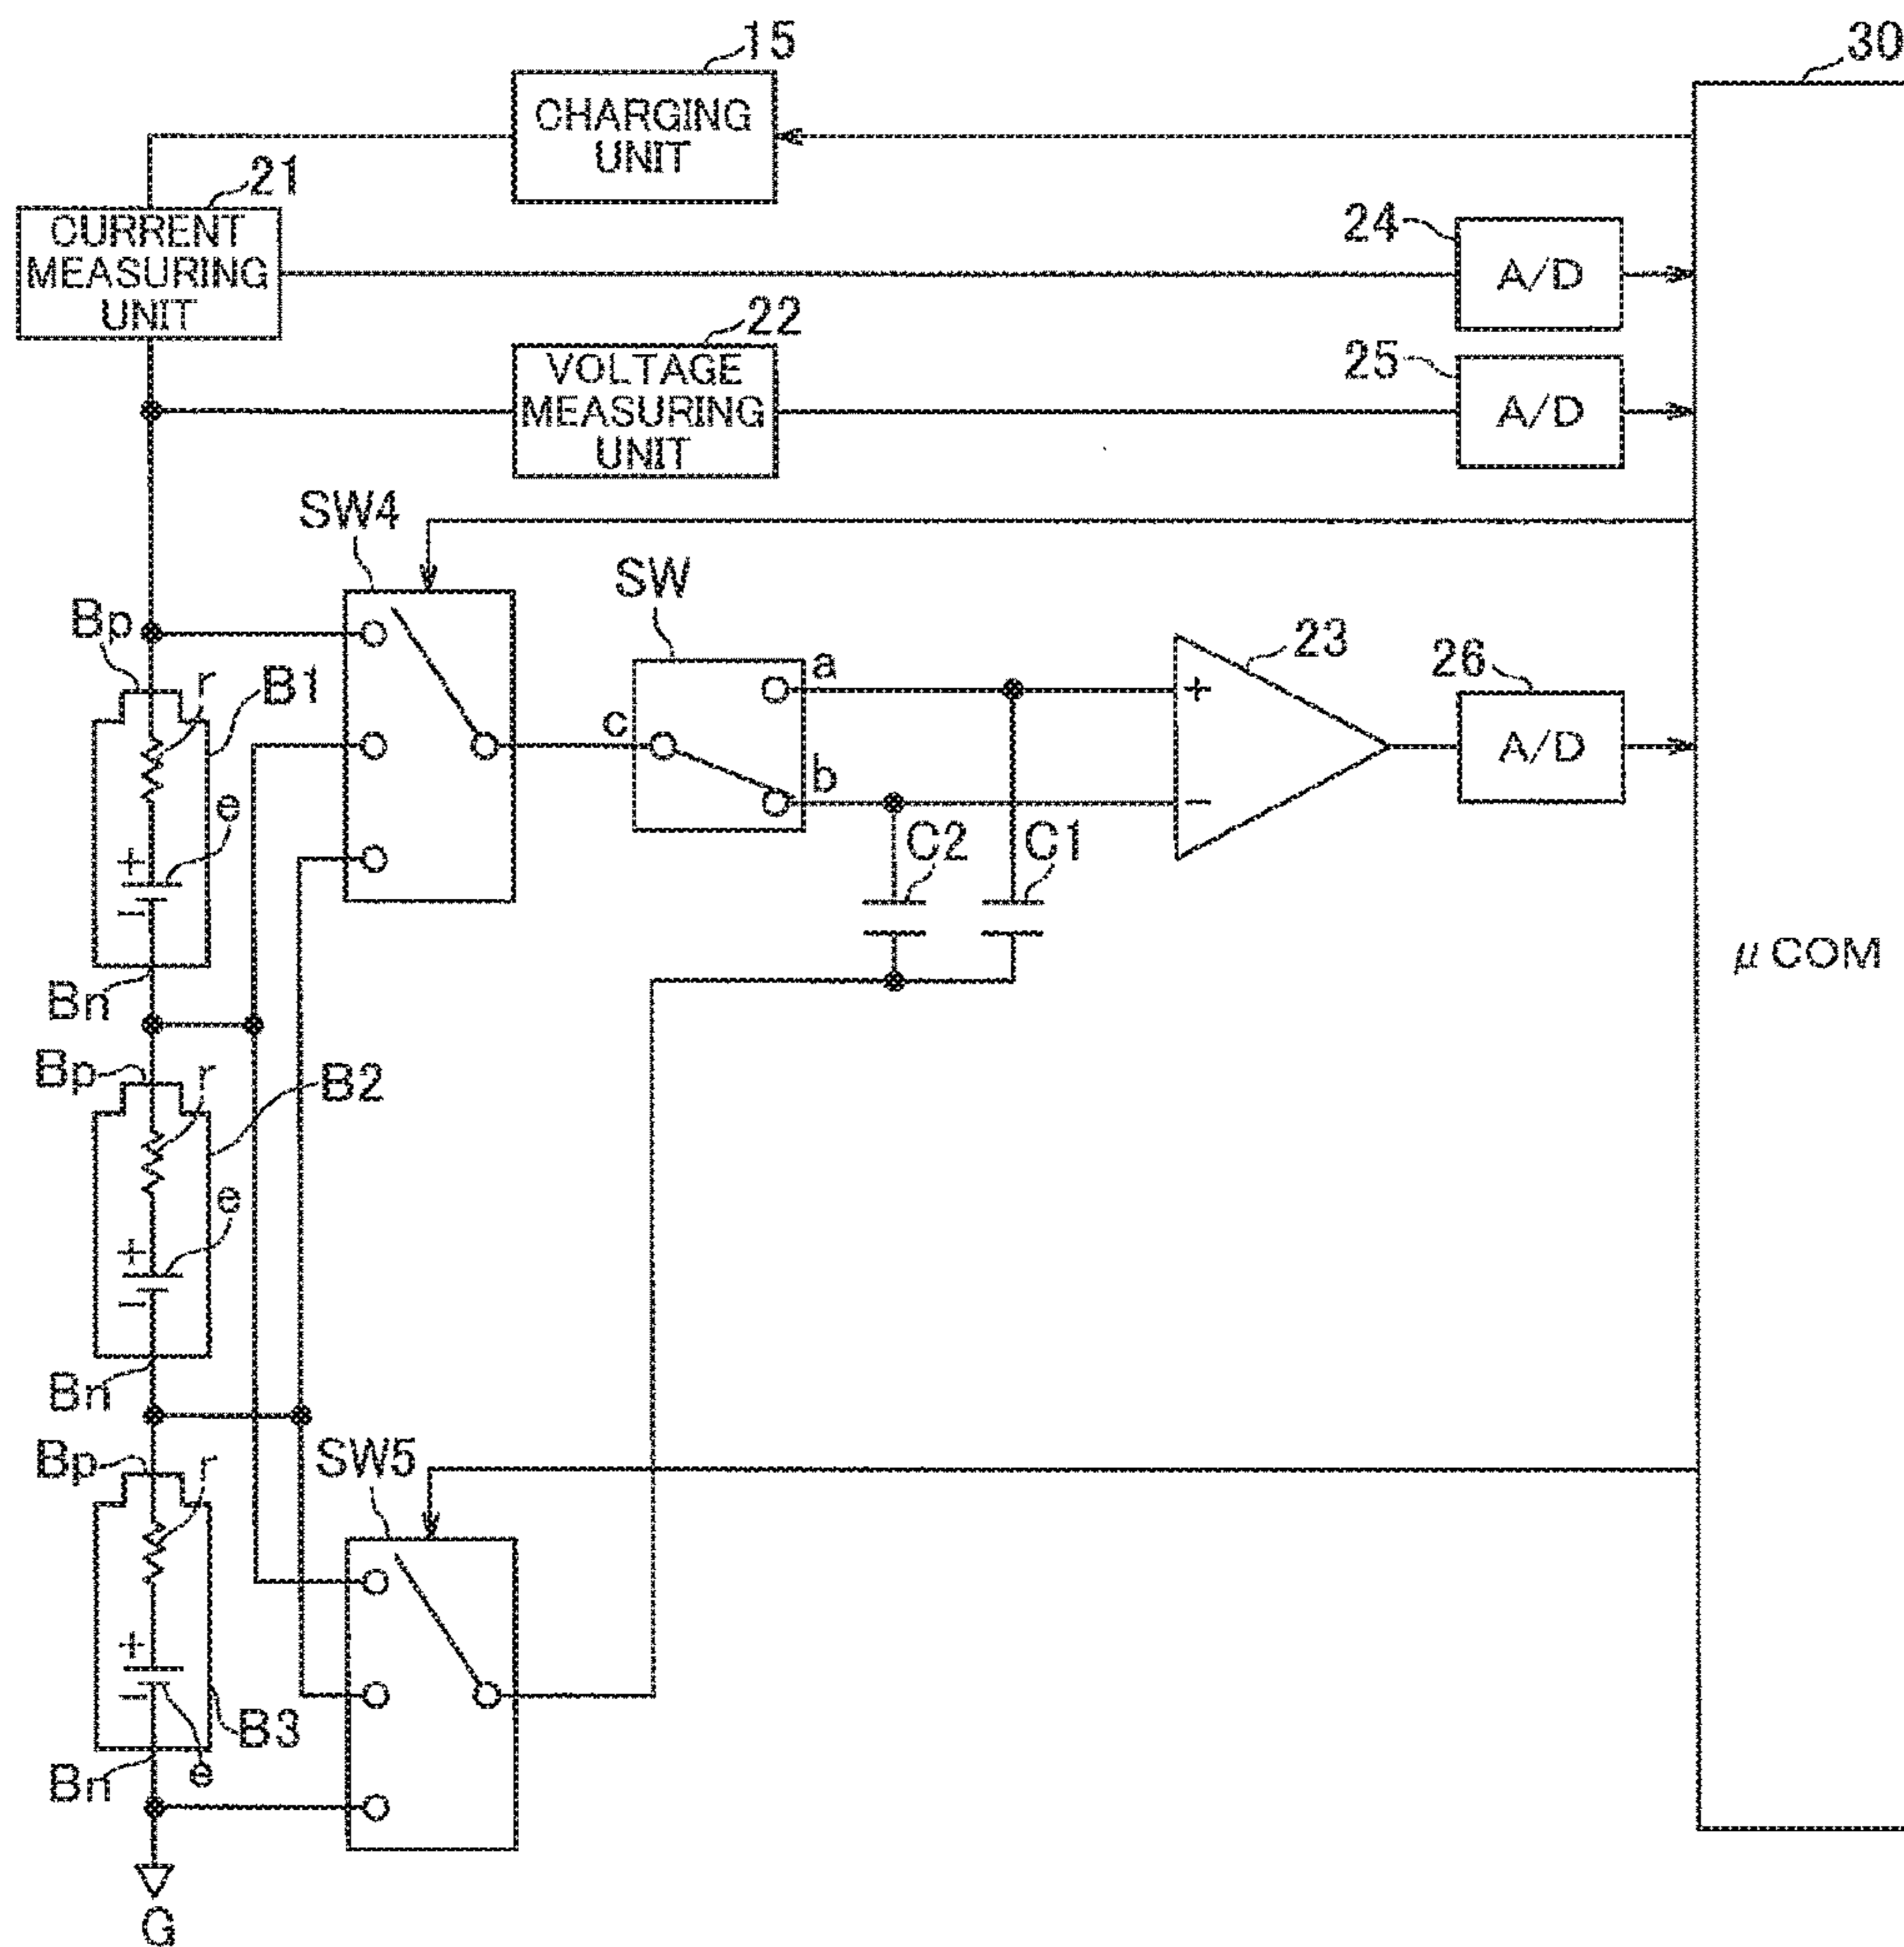 15
30
CHARGING
UNIT
21
CURRENT
MEASURING
UNIT
24
A/D
22
VOLTAGE
MEASURING
UNIT
25
A/D
SW4
SW
Bp
r
B1
a
c
b
+
−
23
26
A/D
e
+
−
C2
C1
μCOM
Bn
Bp
r
B2
e
+
−
Bn
Bp
r
SW5
+
−
B3
e
Bn
G